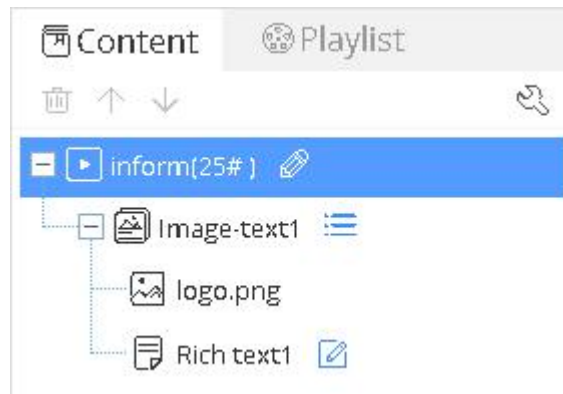 Content Playlist
inform(25# )
Image-text1
logo.png
Rich text1